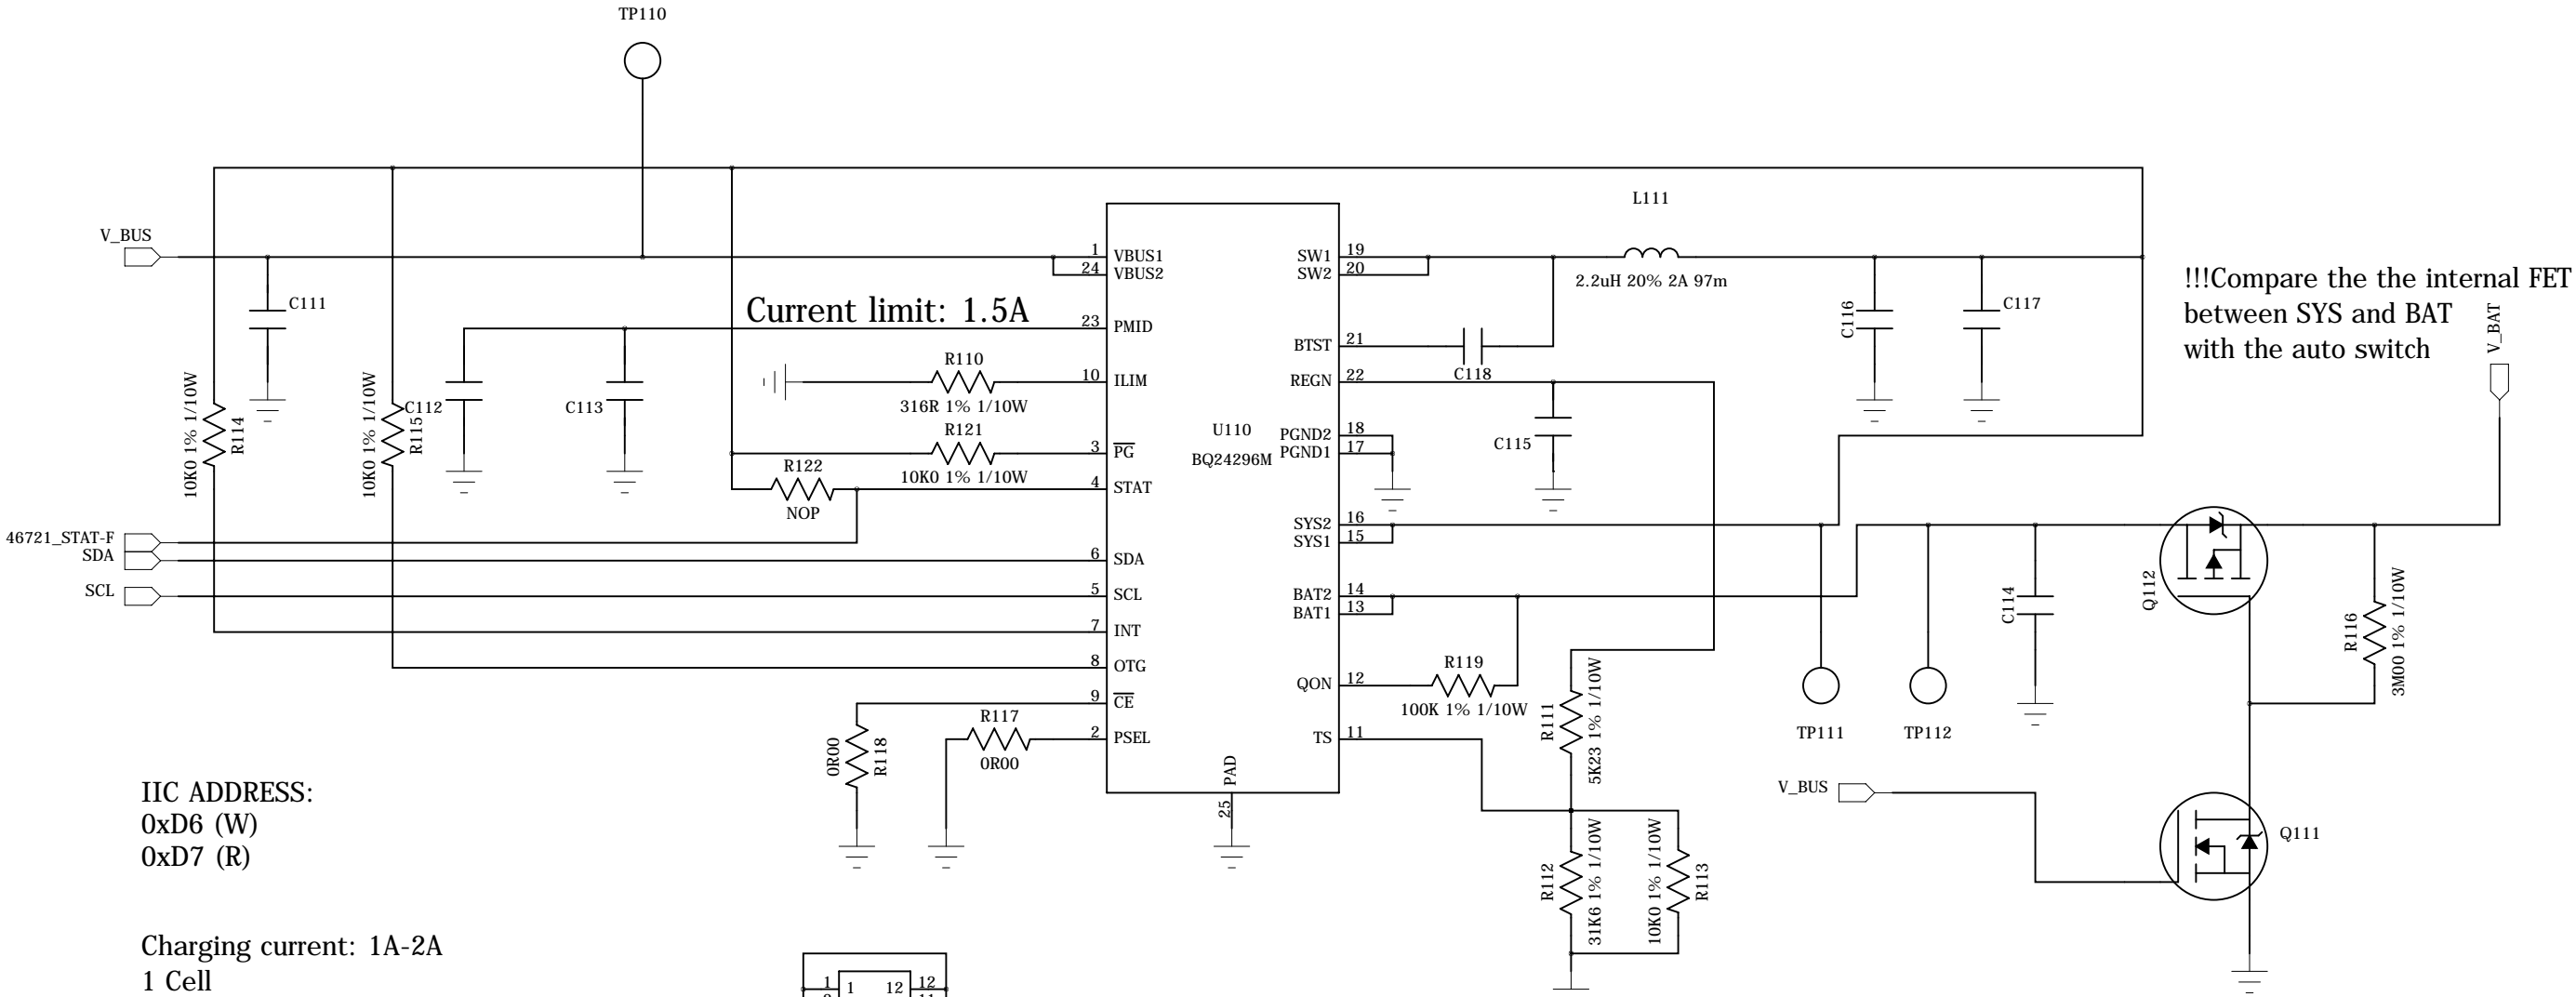 TP110
L111
V_BUS
1
VBUS1
SW1
19
24
VBUS2
SW2
20
!!!Compare the the internal FET
between SYS and BAT
with the auto switch
V_BAT
2.2uH 20% 2A 97m
C111
Current limit: 1.5A
C116
C117
23
PMID
BTST
21
R110
10
ILIM
REGN
22
C118
316R 1% 1/10W
10K0 1% 1/10W
R114
10K0 1% 1/10W
R115
C112
C113
R121
U110
BQ24296M
PGND2
18
PGND1
17
C115
3
PG
R122
10K0 1% 1/10W
4
STAT
NOP
SYS2
16
SYS1
15
46721_STAT-F
SDA
6
SDA
SCL
5
SCL
BAT2
14
BAT1
13
C114
Q112
R116
3M00 1% 1/10W
7
INT
8
OTG
R119
QON
12
100K 1% 1/10W
9
CE
R111
5K23 1% 1/10W
R117
2
PSEL
TS
11
TP111
TP112
0R00
R118
0R00
PAD
25
V_BUS
IIC ADDRESS:
0xD6 (W)
0xD7 (R)
Q111
R112
31K6 1% 1/10W
10K0 1% 1/10W
R113
Charging current: 1A-2A
1 Cell
1
1
12
12